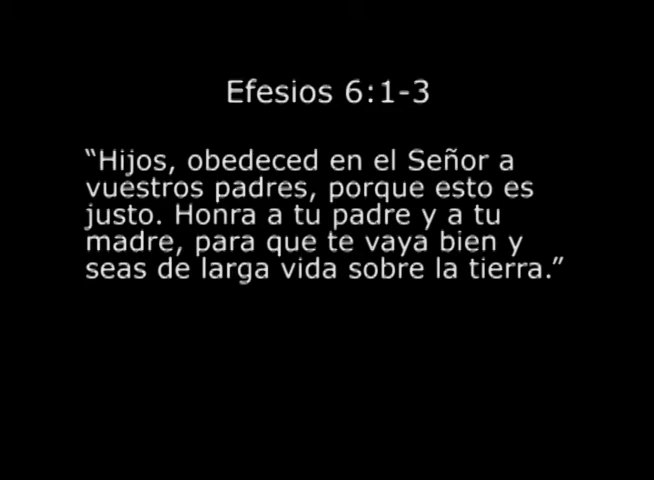 Efesios 6:1-3
“Hijos, obedeced en el Señor a
vuestros padres, porque esto es
justo. Honra a tu padre y a tu
madre, para que te vaya bien y
seas de larga vida sobre la tierra.”